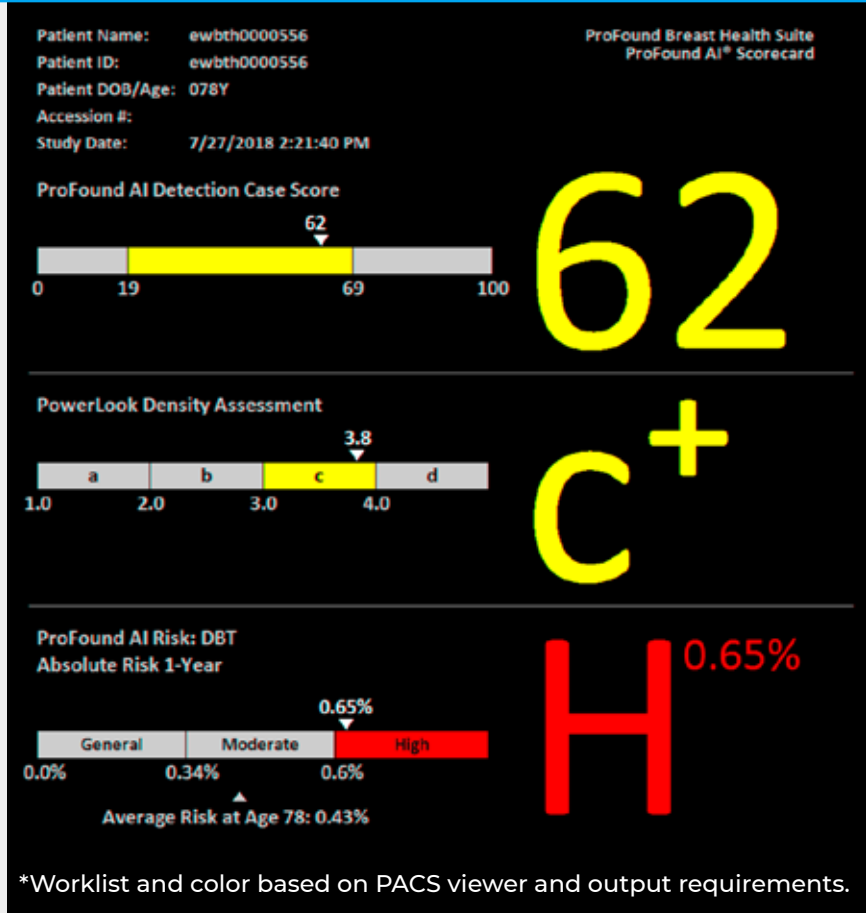 Patient Name: ewbth0000556
Patient ID: ewbth0000556
Patient DOB/Age: 078Y
Accession #:
Study Date: 7/27/2018 2:21:40 PM
ProFound Breast Health Suite
ProFound AI® Scorecard
ProFound AI Detection Case Score
62
0 19 69 100
62
PowerLook Density Assessment
3.8
a b c d
1.0 2.0 3.0 4.0
c+
ProFound AI Risk: DBT
Absolute Risk 1-Year
0.65%
General Moderate High
0.0% 0.34% 0.6%
Average Risk at Age 78: 0.43%
H 0.65%
*Worklist and color based on PACS viewer and output requirements.